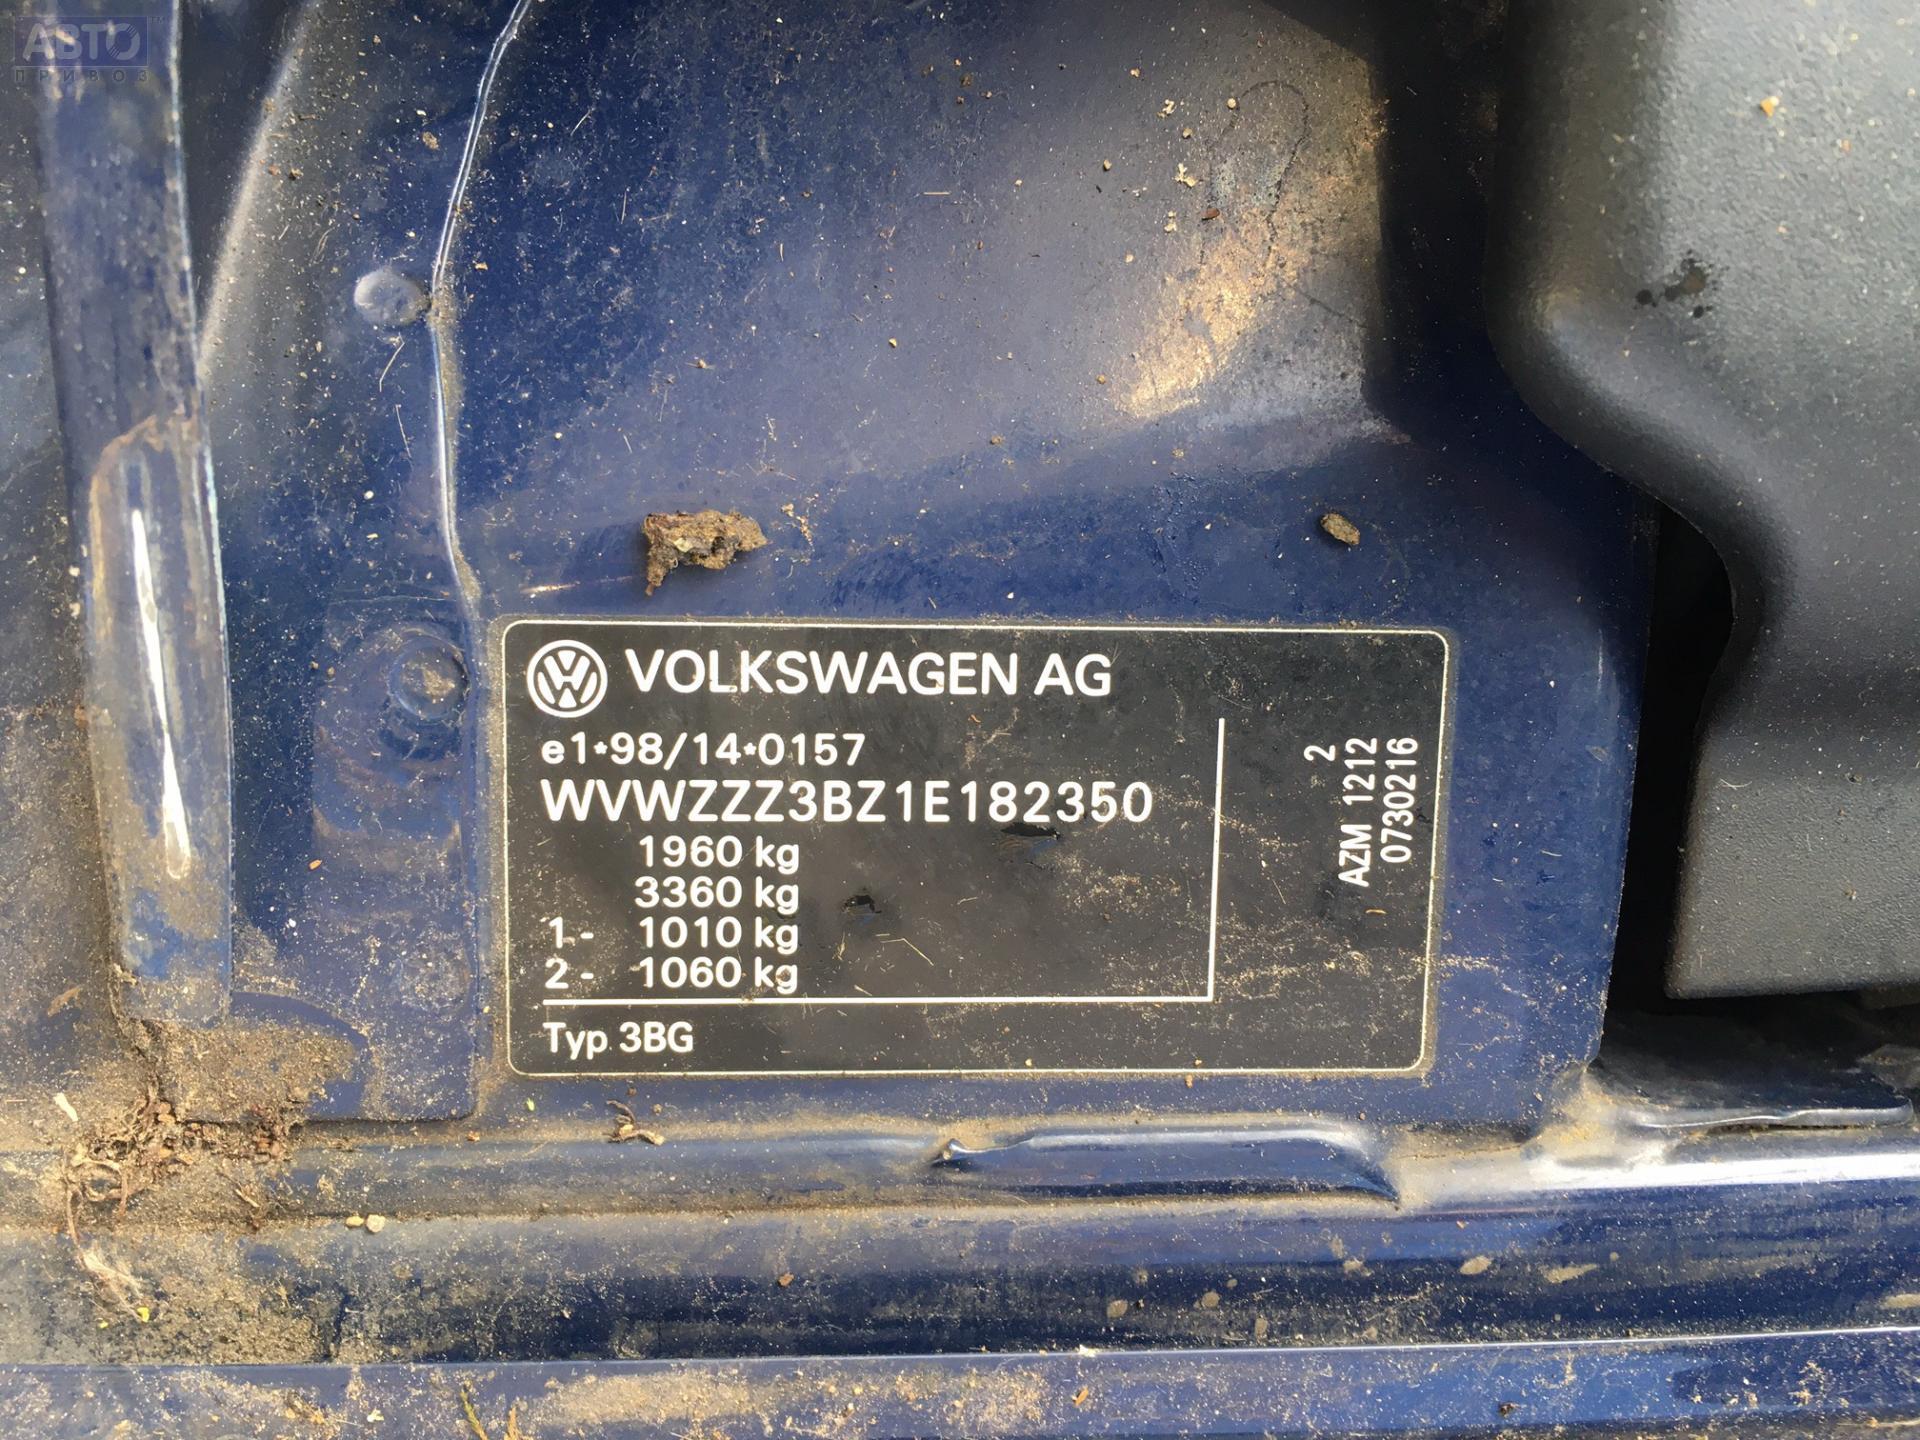 АВТО™
ПРИВОЗ
VOLKSWAGEN AG
e1*98/14*0157
WVWZZZ3BZ1E182350
1960 kg
3360 kg
1- 1010 kg
2- 1060 kg
Typ 3BG
2
AZM 1212
0730216